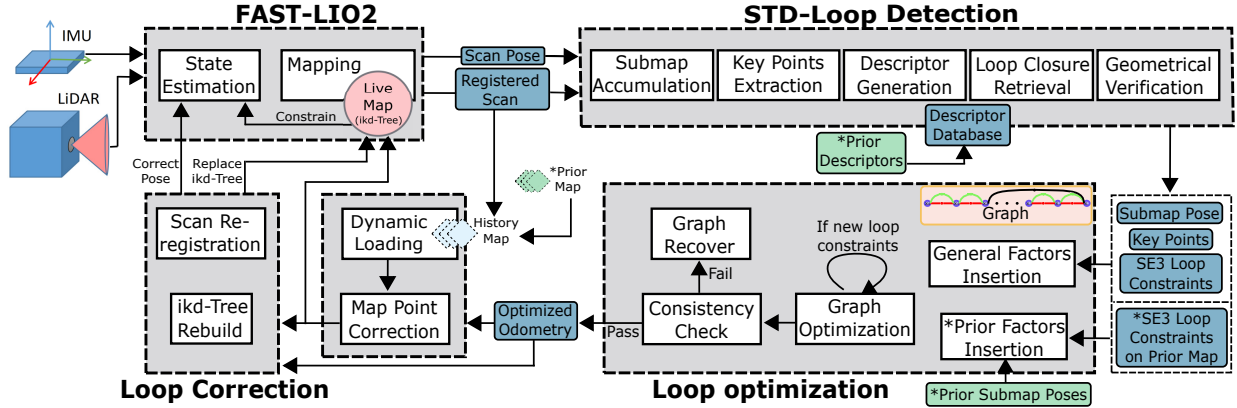 FAST-LIO2
STD-Loop Detection
IMU
LiDAR
State
Estimation
Mapping
Live
Map
(ikd-Tree)
Constrain
Scan Pose
Registered
Scan
Submap
Accumulation
Key Points
Extraction
Descriptor
Generation
Loop Closure
Retrieval
Geometrical
Verification
Descriptor
Database
*Prior
Descriptors
Correct
Pose
Replace
ikd-Tree
*Prior
Map
Scan Re-
registration
ikd-Tree
Rebuild
Dynamic
Loading
History
Map
Map Point
Correction
Optimized
Odometry
Pass
Graph
Recover
Fail
Consistency
Check
If new loop
constraints
Graph
Optimization
Graph
General Factors
Insertion
*Prior Factors
Insertion
Submap Pose
Key Points
SE3 Loop
Constraints
*SE3 Loop
Constraints
on Prior Map
*Prior Submap Poses
Loop Correction
Loop optimization